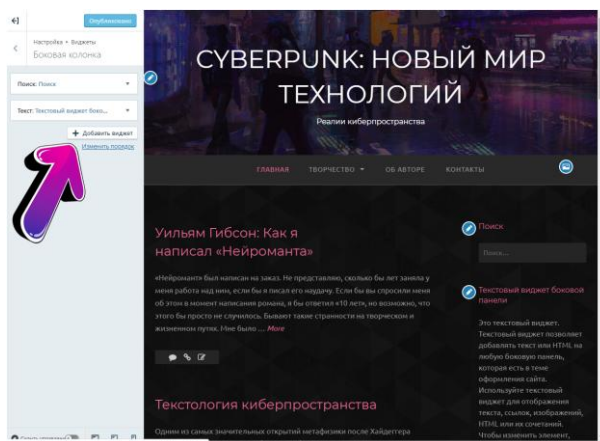 Опубликовано
Настройка • Виджеты
Боковая колонка
Поиск: Поиск
Текст: Текстовый виджет боко...
+ Добавить виджет
Изменить порядок
CYBERPUNK: НОВЫЙ МИР
ТЕХНОЛОГИЙ
Реалии киберпространства
ГЛАВНАЯ ТВОРЧЕСТВО ОБ АВТОРЕ КОНТАКТЫ
Уильям Гибсон: Как я
написал «Нейроманта»
«Нейромант» был написан на заказ. Не представляю, сколько бы лет заняла у
меня работа над ним, если бы я писал его наудачу. Если бы вы спросили меня
об этом в момент написания романа, я бы ответил «10 лет», но возможно, что
этого бы просто не случилось. Бывают такие странности на творческом и
жизненном путях. Мне было ... More
Текстология киберпространства
Одним из самых значительных открытий метафизики после Хайдеггера
Поиск
Поиск...
Текстовый виджет боковой
панели
Это текстовый виджет.
Текстовый виджет позволяет
добавлять текст или HTML на
любую боковую панель,
которая есть в теме
оформления сайта.
Используйте текстовый
виджет для отображения
текста, ссылок, изображений,
HTML или их сочетаний.
Чтобы изменить элемент,